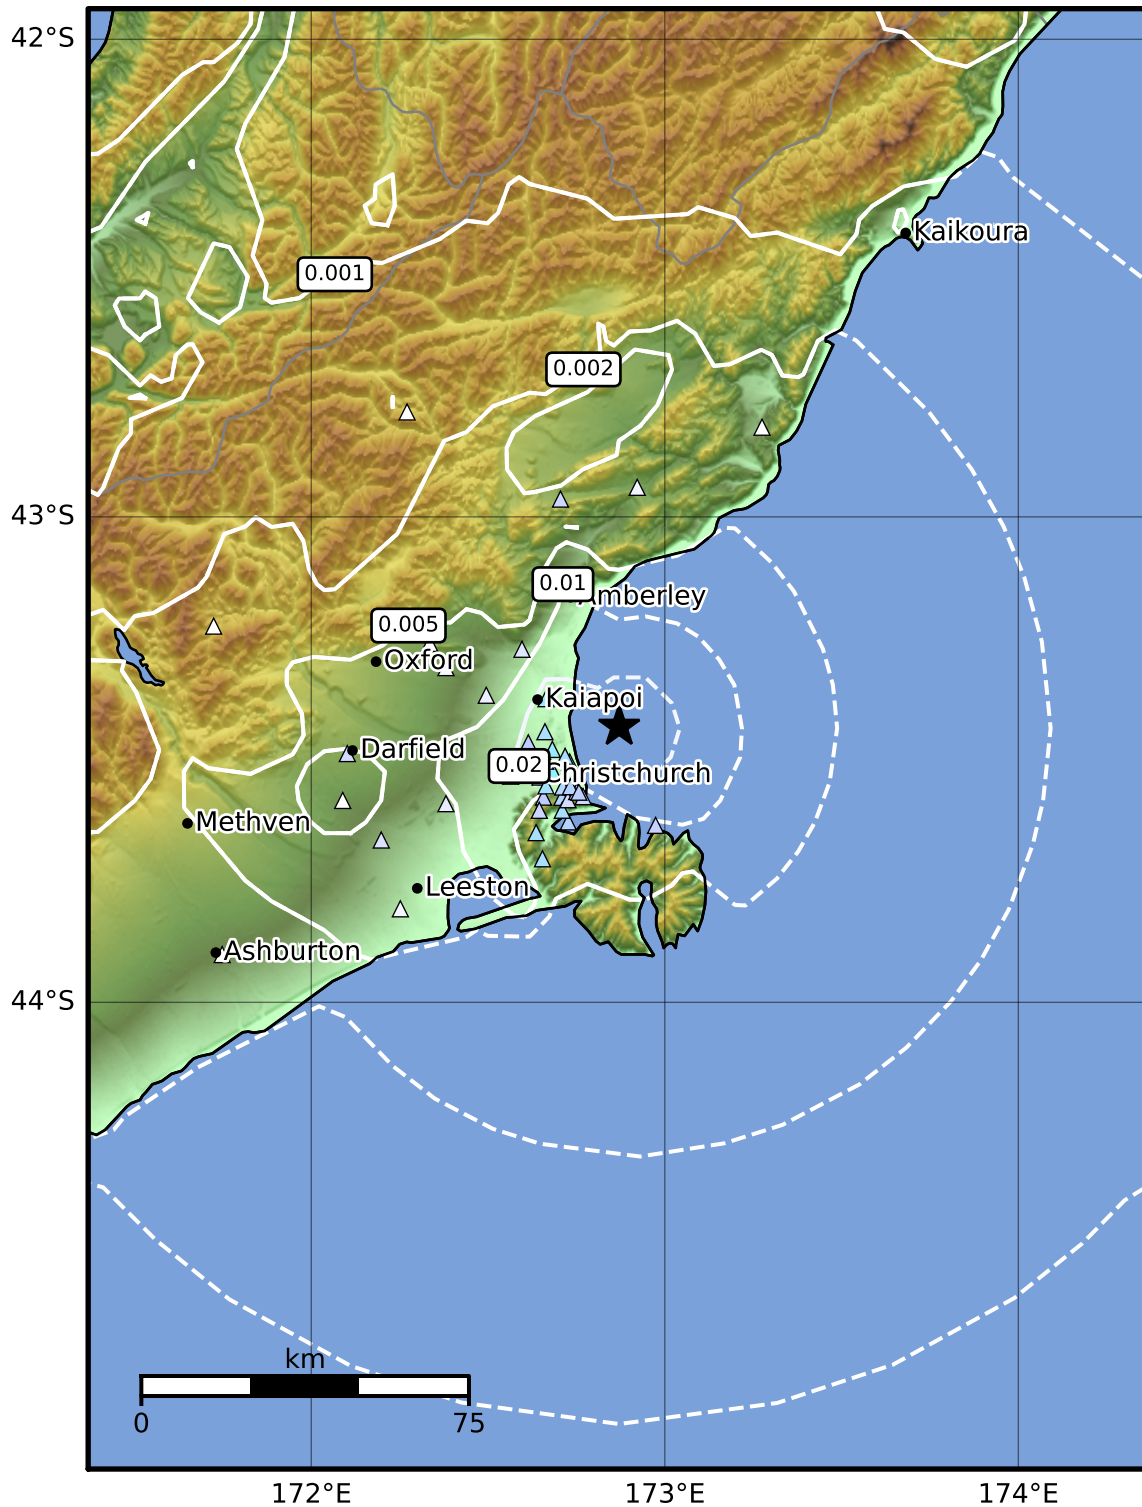 42°S
Kaikoura
0.001
0.002
43°S
0.01
Amberley
0.005
Oxford
Kaiapoi
Darfield
0.02
Christchurch
Methven
Leeston
Ashburton
44°S
km
0
75
172°E
173°E
174°E